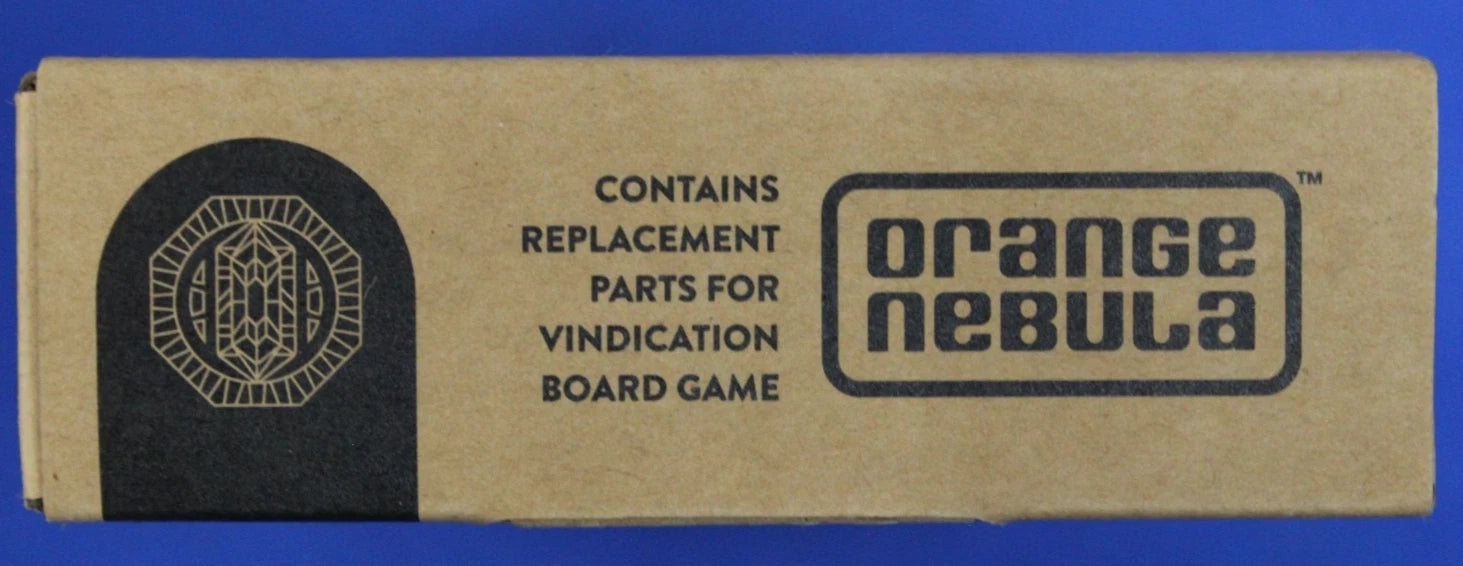 CONTAINS
REPLACEMENT
PARTS FOR
VINDICATION
BOARD GAME
orange
nebula
™